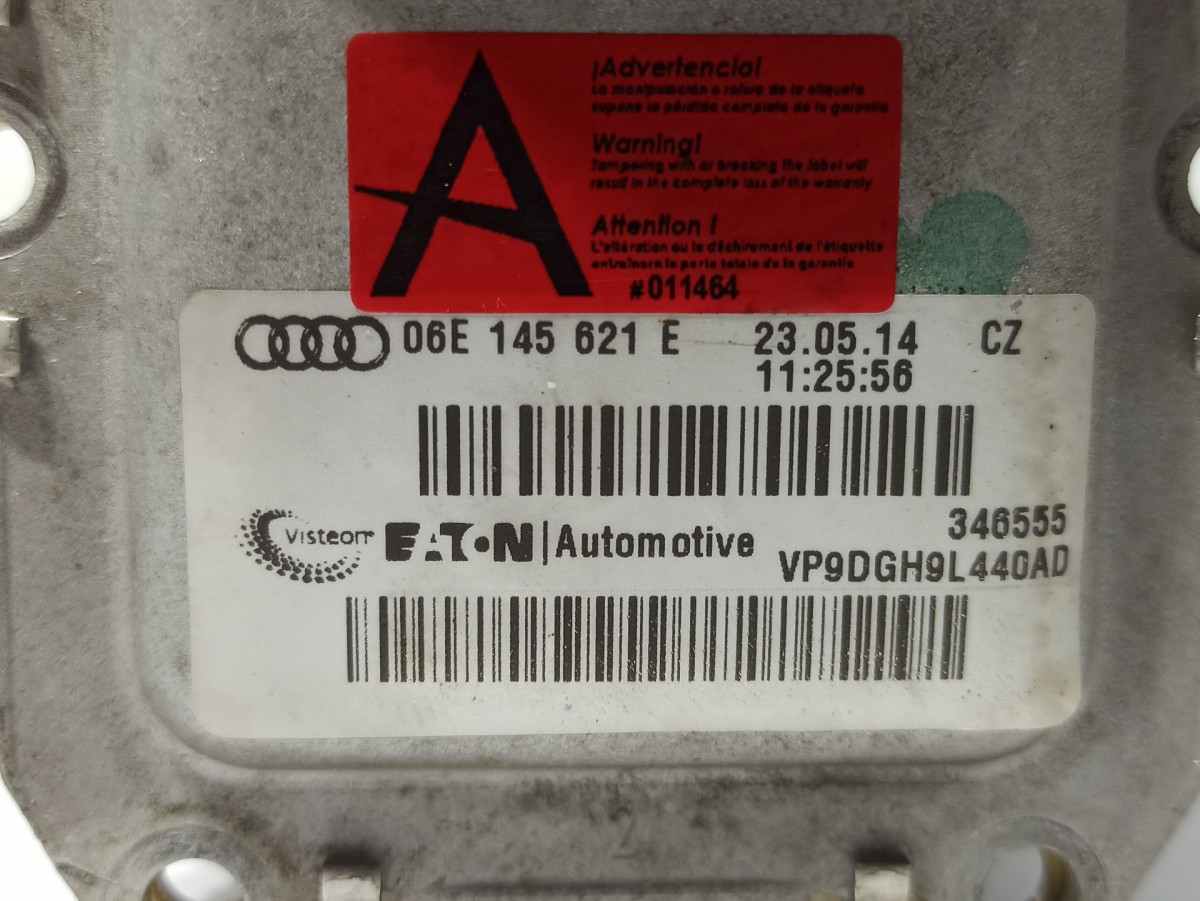 A
¡Advertencia!
La manipulación o rotura de la etiqueta
supone la pérdida completa de la garantía
Warning!
Tampering with or breaking the label will
result in the complete loss of the warranty
Attention !
L'altération ou le déchirement de l'étiquette
entraînera la perte totale de la garantie
#011464
06E 145 621 E 23.05.14 CZ
11:25:56
Visteon EATON Automotive 346555
VP9DGH9L440AD
2